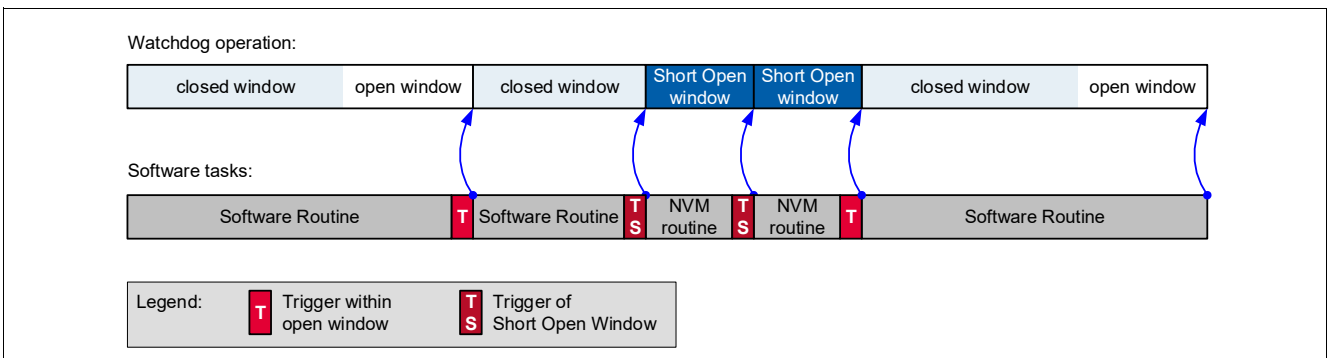 Watchdog operation:
closed window open window closed window Short Open window Short Open window closed window open window
Software tasks:
Software Routine T Software Routine T S NVM routine T S NVM routine T Software Routine
Legend:
T
Trigger within
open window
T
S
Trigger of
Short Open Window